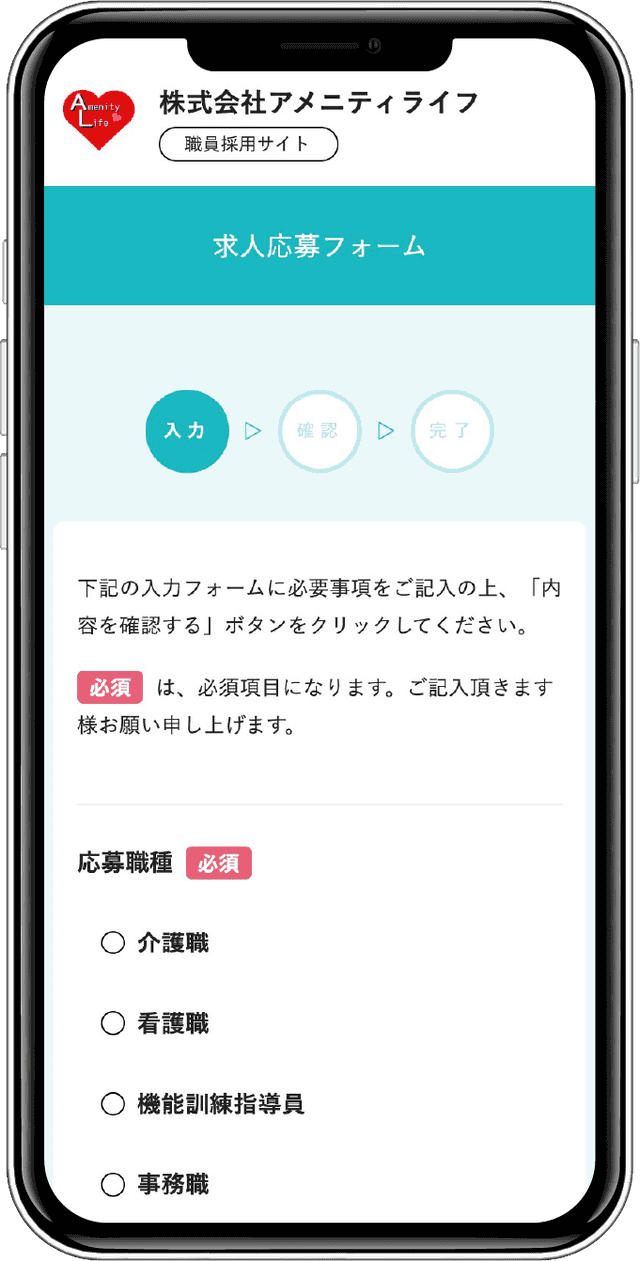 Amenity
Life
株式会社アメニティライフ
職員採用サイト
求人応募フォーム
入力
確認
完了
下記の入力フォームに必要事項をご記入の上、「内
容を確認する」ボタンをクリックしてください。
必須 は、必須項目になります。ご記入頂きます
様お願い申し上げます。
応募職種 必須
介護職
看護職
機能訓練指導員
事務職